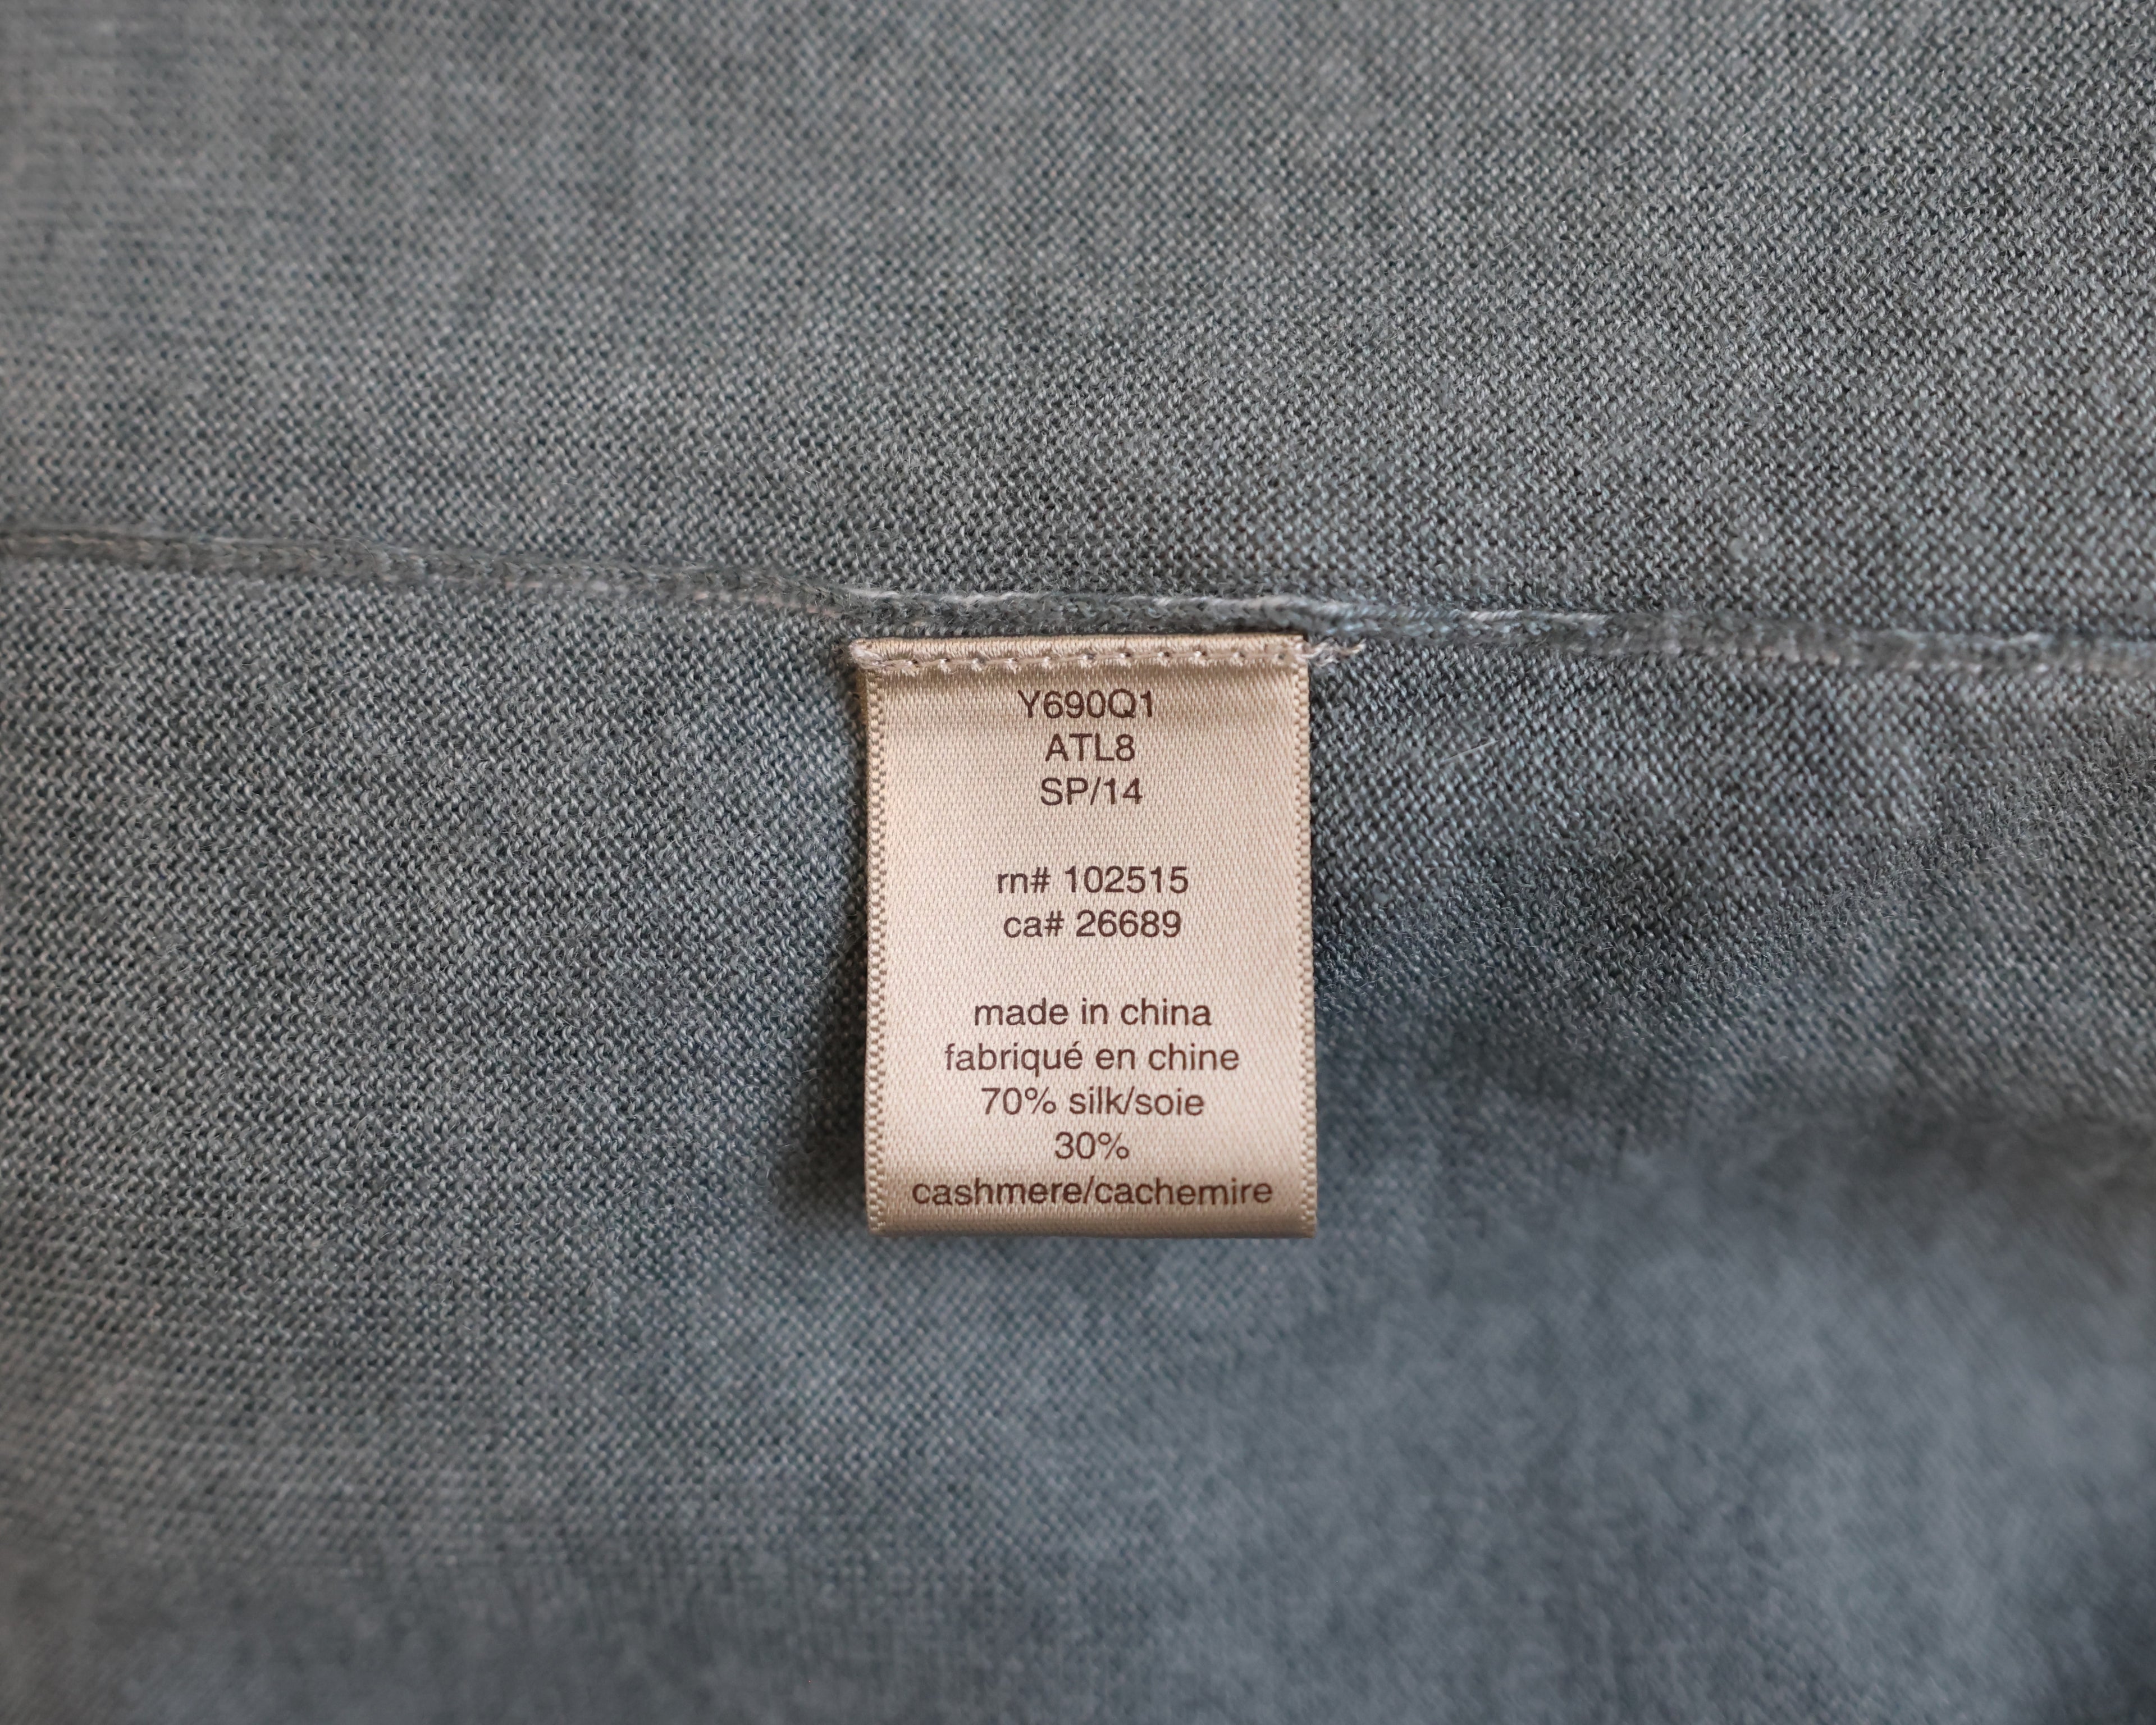 Y690Q1
ATL8
SP/14
rn# 102515
ca# 26689
made in china
fabriqué en chine
70% silk/soie
30%
cashmere/cachemire